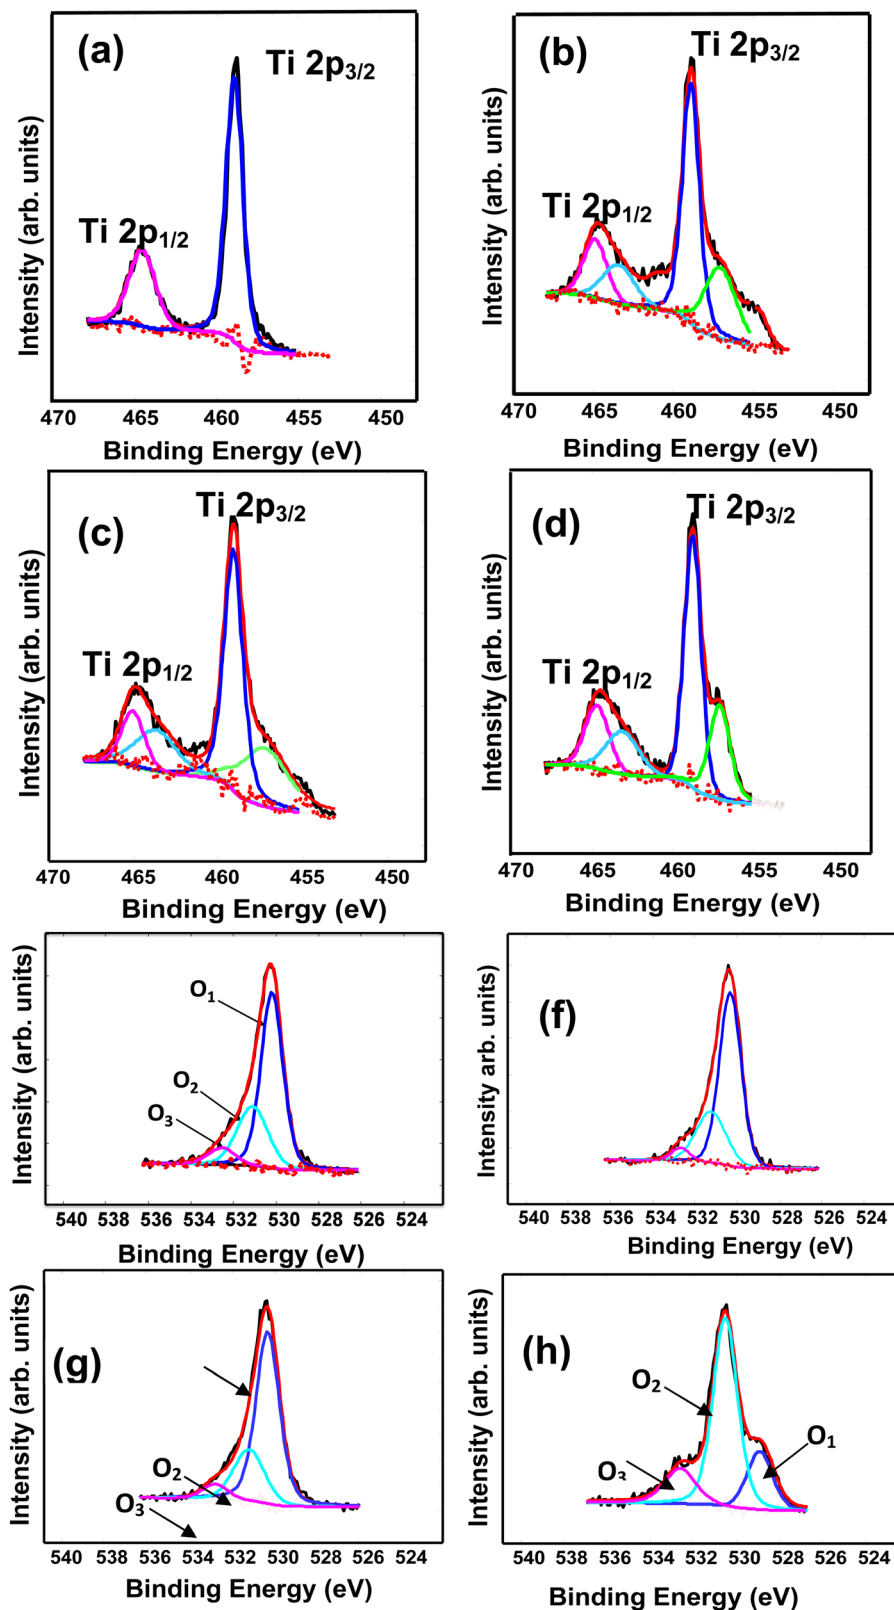 (a)
Ti 2p3/2
Ti 2p1/2
Intensity (arb. units)
470 465 460 455 450
Binding Energy (eV)
(b)
Ti 2p3/2
Ti 2p1/2
Intensity (arb. units)
470 465 460 455 450
Binding Energy (eV)
(c)
Ti 2p3/2
Ti 2p1/2
Intensity (arb. units)
470 465 460 455 450
Binding Energy (eV)
(d)
Ti 2p3/2
Ti 2p1/2
Intensity (arb. units)
470 465 460 455 450
Binding Energy (eV)
O1
O2
O3
Intensity (arb. units)
540 538 536 534 532 530 526 524
Binding Energy (eV)
(f)
Intensity arb. units)
540 538 536 534 532 530 526 524
Binding Energy (eV)
(g)
O2
O3
Intensity (arb. units)
540 536 534 532 530 526 524
Binding Energy (eV)
(h)
O2
O1
O3
Intensity (arb. units)
540 538 536 534 532 530 528 526 524
Binding Energy (eV)